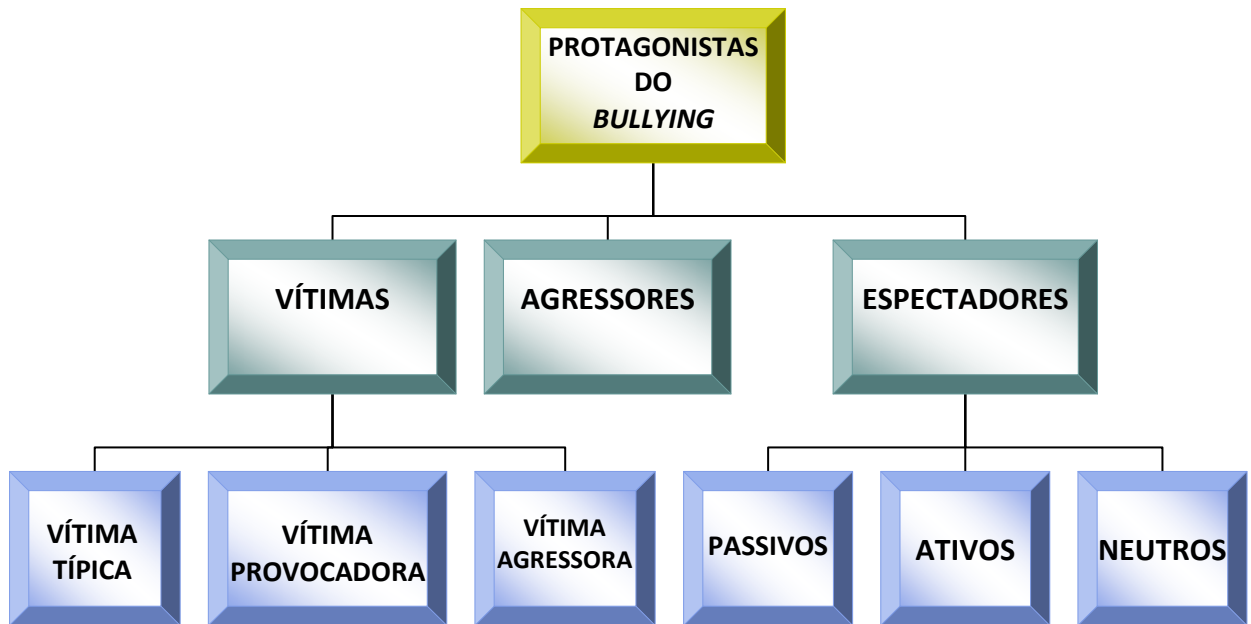 PROTAGONISTAS
DO
BULLYING
VÍTIMAS
AGRESSORES
ESPECTADORES
VÍTIMA
TÍPICA
VÍTIMA
PROVOCADORA
VÍTIMA
AGRESSORA
PASSIVOS
ATIVOS
NEUTROS